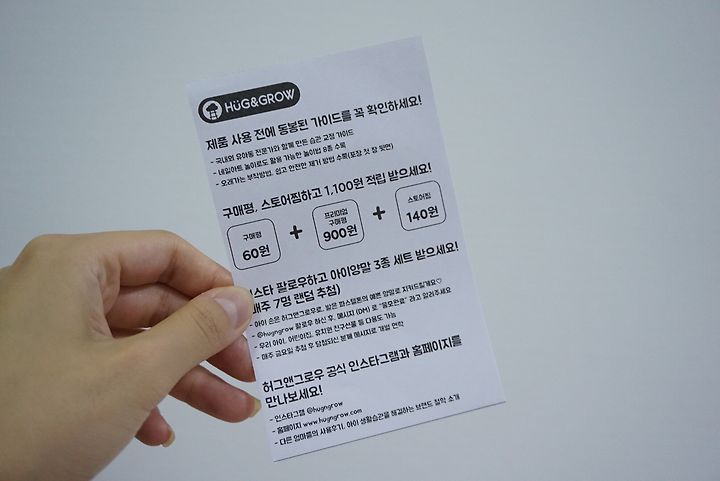 HÜG&GROW
제품 사용 전에 동봉된 가이드를 꼭 확인하세요!
- 국내외 유아동 전문가와 함께 만든 습관 교정 가이드
- 네일아트 놀이로도 활용 가능한 놀이법 8종 수록
- 오래가는 부착방법, 쉽고 안전한 제거 방법 수록(포장 첫 장 뒷면)
구매평, 스토어찜하고 1,100원 적립 받으세요!
구매평
60원
+
프리미엄
구매평
900원
+
스토어찜
140원
스타 팔로우하고 아이양말 3종 세트 받으세요!
매주 7명 랜덤 추첨)
- 아이 손은 허그앤그로우로, 발은 파스텔톤의 예쁜 양말로 지켜드릴게요♡
- @hugngrow 팔로우 하신 후, 메시지(DM) 로 "응모완료" 라고 알려주세요
- 우리 아이, 어린이집, 유치원 친구선물 등 다용도 가능
- 매주 금요일 추첨 후 당첨되신 분께 메시지로 개별 연락
허그앤그로우 공식 인스타그램과 홈페이지를
만나보세요!
- 인스타그램 @hugngrow
- 홈페이지 www.hugngrow.com
- 다른 엄마들의 사용후기, 아이 생활습관을 해결하는 브랜드 철학 소개